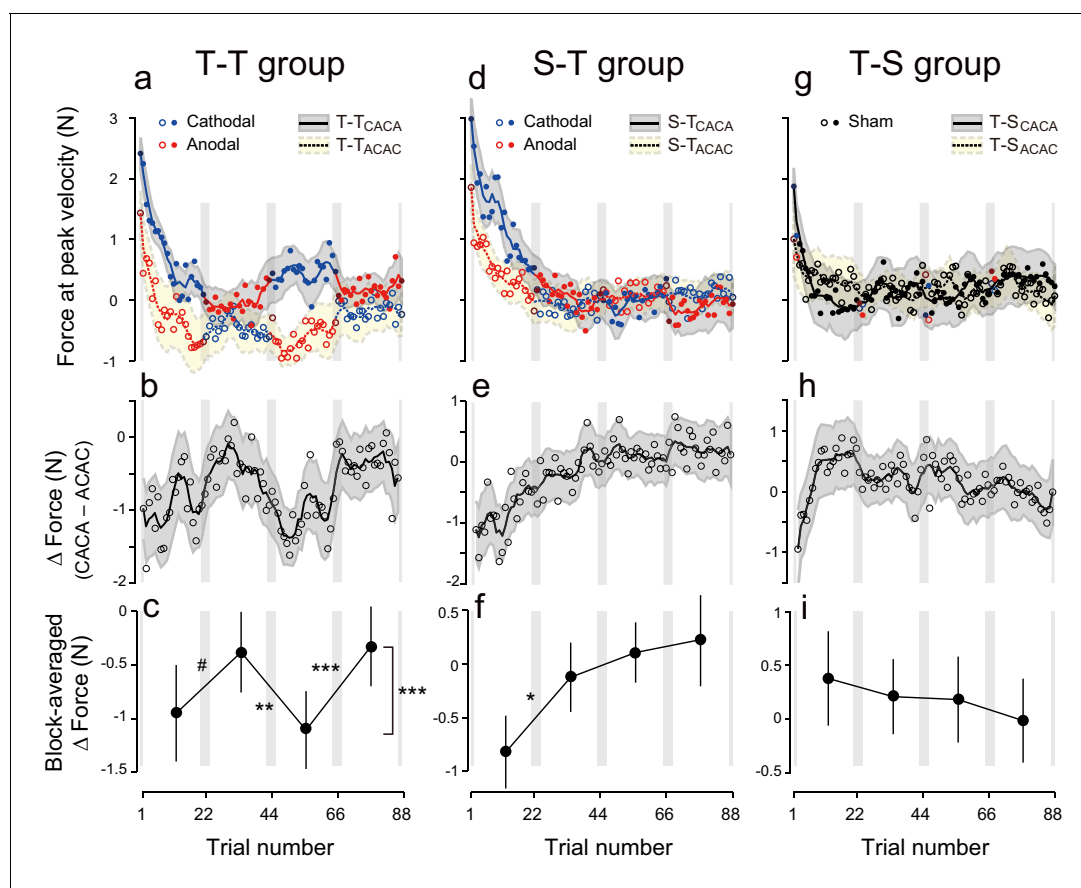 T-T group
S-T group
T-S group
a
d
g
Cathodal
Anodal
T-TCACA
T-TACAC
Cathodal
Anodal
S-TCACA
S-TACAC
Sham
T-SCACA
T-SACAC
Force at peak velocity (N)
3
2
1
0
-1
b
e
h
Δ Force (N)
(CACA – ACAC)
0
-1
-2
1
0
-1
-2
1
0
-1
c
f
i
Block-averaged
Δ Force (N)
0
-0.5
-1
-1.5
#
**
***
***
0.5
0
-0.5
-1
*
1
0.5
0
-0.5
1 22 44 66 88
1 22 44 66 88
1 22 44 66 88
Trial number
Trial number
Trial number